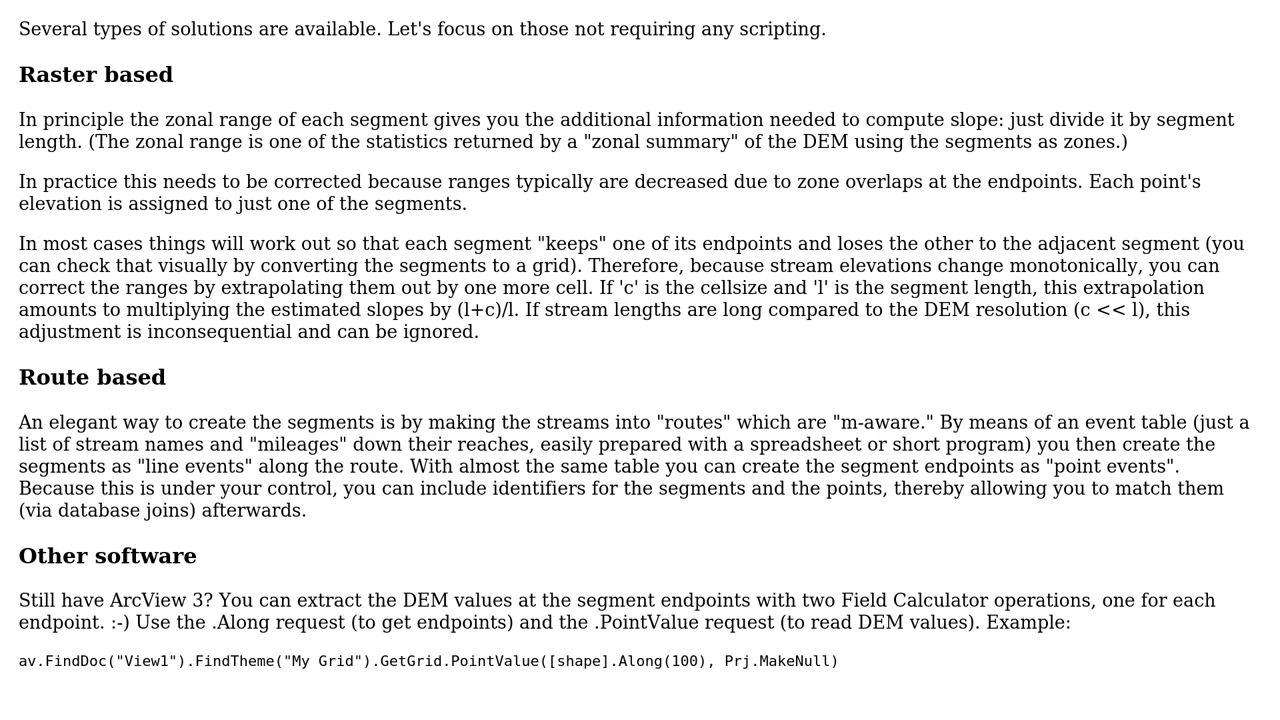 Several types of solutions are available. Let's focus on those not requiring any scripting.
Raster based
In principle the zonal range of each segment gives you the additional information needed to compute slope: just divide it by segment
length. (The zonal range is one of the statistics returned by a "zonal summary" of the DEM using the segments as zones.)
In practice this needs to be corrected because ranges typically are decreased due to zone overlaps at the endpoints. Each point's
elevation is assigned to just one of the segments.
In most cases things will work out so that each segment "keeps" one of its endpoints and loses the other to the adjacent segment (you
can check that visually by converting the segments to a grid). Therefore, because stream elevations change monotonically, you can
correct the ranges by extrapolating them out by one more cell. If 'c' is the cellsize and 'l' is the segment length, this extrapolation
amounts to multiplying the estimated slopes by (l+c)/l. If stream lengths are long compared to the DEM resolution (c << l), this
adjustment is inconsequential and can be ignored.
Route based
An elegant way to create the segments is by making the streams into "routes" which are "m-aware." By means of an event table (just a
list of stream names and "mileages" down their reaches, easily prepared with a spreadsheet or short program) you then create the
segments as "line events" along the route. With almost the same table you can create the segment endpoints as "point events".
Because this is under your control, you can include identifiers for the segments and the points, thereby allowing you to match them
(via database joins) afterwards.
Other software
Still have ArcView 3? You can extract the DEM values at the segment endpoints with two Field Calculator operations, one for each
endpoint. :-) Use the .Along request (to get endpoints) and the .PointValue request (to read DEM values). Example:
av.FindDoc("View1").FindTheme("My Grid").GetGrid.PointValue([shape].Along(100), Prj.MakeNull)